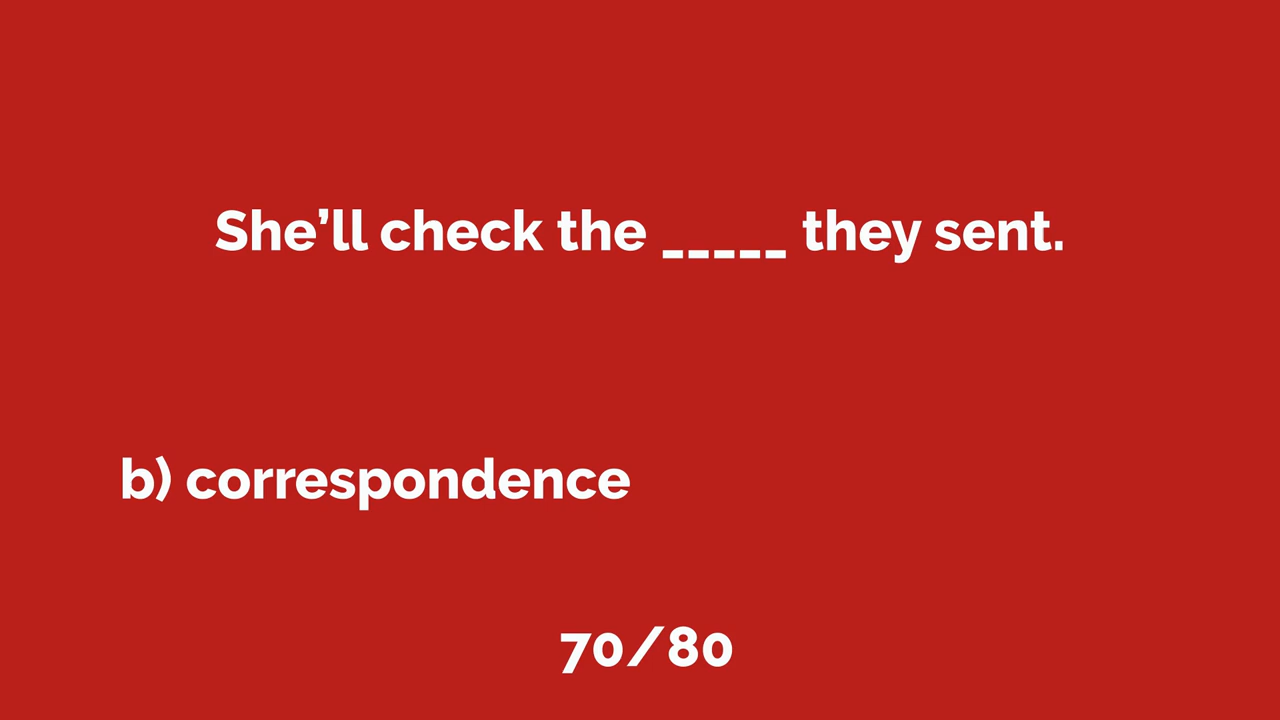 She’ll check the _____ they sent.
b) correspondence
70/80